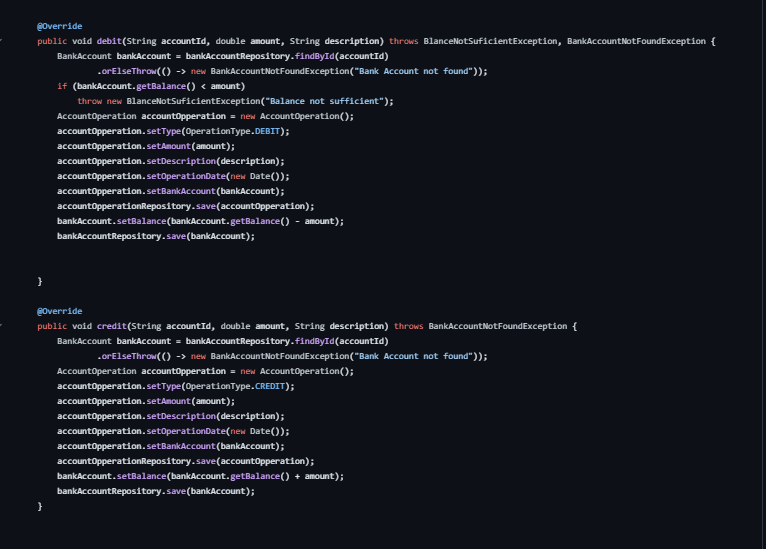 @Override
public void debit(String accountId, double amount, String description) throws BlanceNotSuficientException, BankAccountNotFoundException {
BankAccount bankAccount = bankAccountRepository.findById(accountId)
.orElseThrow(() -> new BankAccountNotFoundException("Bank Account not found"));
if (bankAccount.getBalance() < amount)
throw new BlanceNotSuficientException("Balance not sufficient");
AccountOperation accountOpperation = new AccountOperation();
accountOpperation.setType(OperationType.DEBIT);
accountOpperation.setAmount(amount);
accountOpperation.setDescription(description);
accountOpperation.setOperationDate(new Date());
accountOpperation.setBankAccount(bankAccount);
accountOpperationRepository.save(accountOpperation);
bankAccount.setBalance(bankAccount.getBalance() - amount);
bankAccountRepository.save(bankAccount);
}
@Override
public void credit(String accountId, double amount, String description) throws BankAccountNotFoundException {
BankAccount bankAccount = bankAccountRepository.findById(accountId)
.orElseThrow(() -> new BankAccountNotFoundException("Bank Account not found"));
AccountOperation accountOpperation = new AccountOperation();
accountOpperation.setType(OperationType.CREDIT);
accountOpperation.setAmount(amount);
accountOpperation.setDescription(description);
accountOpperation.setOperationDate(new Date());
accountOpperation.setBankAccount(bankAccount);
accountOpperationRepository.save(accountOpperation);
bankAccount.setBalance(bankAccount.getBalance() + amount);
bankAccountRepository.save(bankAccount);
}